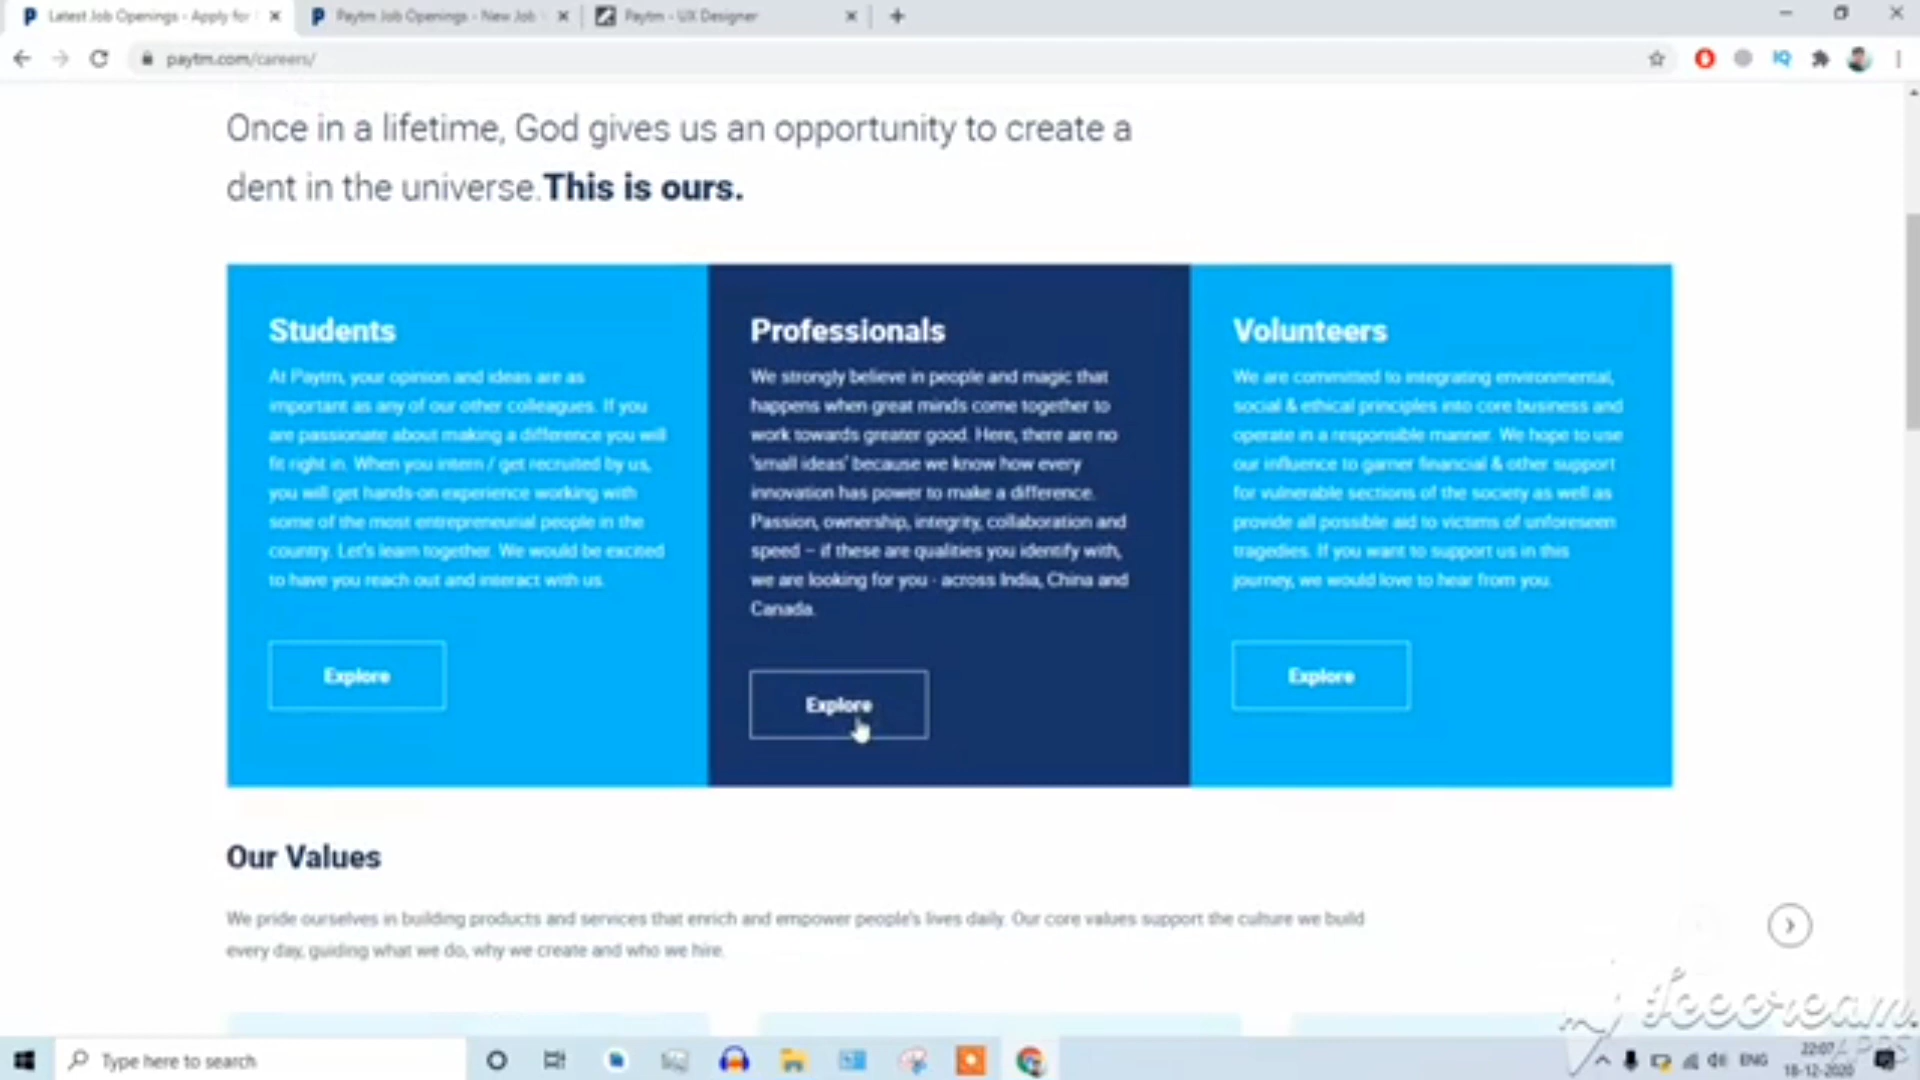 Latest Job Openings - Apply for
Paytm Job Openings - New Job
Paytm - UX Designer
paytm.com/careers/
Once in a lifetime, God gives us an opportunity to create a
dent in the universe.This is ours.
Students
At Paytm, your opinion and ideas are as
important as any of our other colleagues. If you
are passionate about making a difference you will
fit right in. When you intern / get recruited by us,
you will get hands-on experience working with
some of the most entrepreneurial people in the
country. Let's learn together. We would be excited
to have you reach out and interact with us.
Explore
Professionals
We strongly believe in people and magic that
happens when great minds come together to
work towards greater good. Here, there are no
'small ideas' because we know how every
innovation has power to make a difference.
Passion, ownership, integrity, collaboration and
speed – if these are qualities you identify with,
we are looking for you - across India, China and
Canada.
Explore
Volunteers
We are committed to integrating environmental,
social & ethical principles into core business and
operate in a responsible manner. We hope to use
our influence to garner financial & other support
for vulnerable sections of the society as well as
provide all possible aid to victims of unforeseen
tragedies. If you want to support us in this
journey, we would love to hear from you.
Explore
Our Values
We pride ourselves in building products and services that enrich and empower people's lives daily. Our core values support the culture we build
every day, guiding what we do, why we create and who we hire.
Icecream
APPS
Type here to search
ENG
22:07
18-12-2020